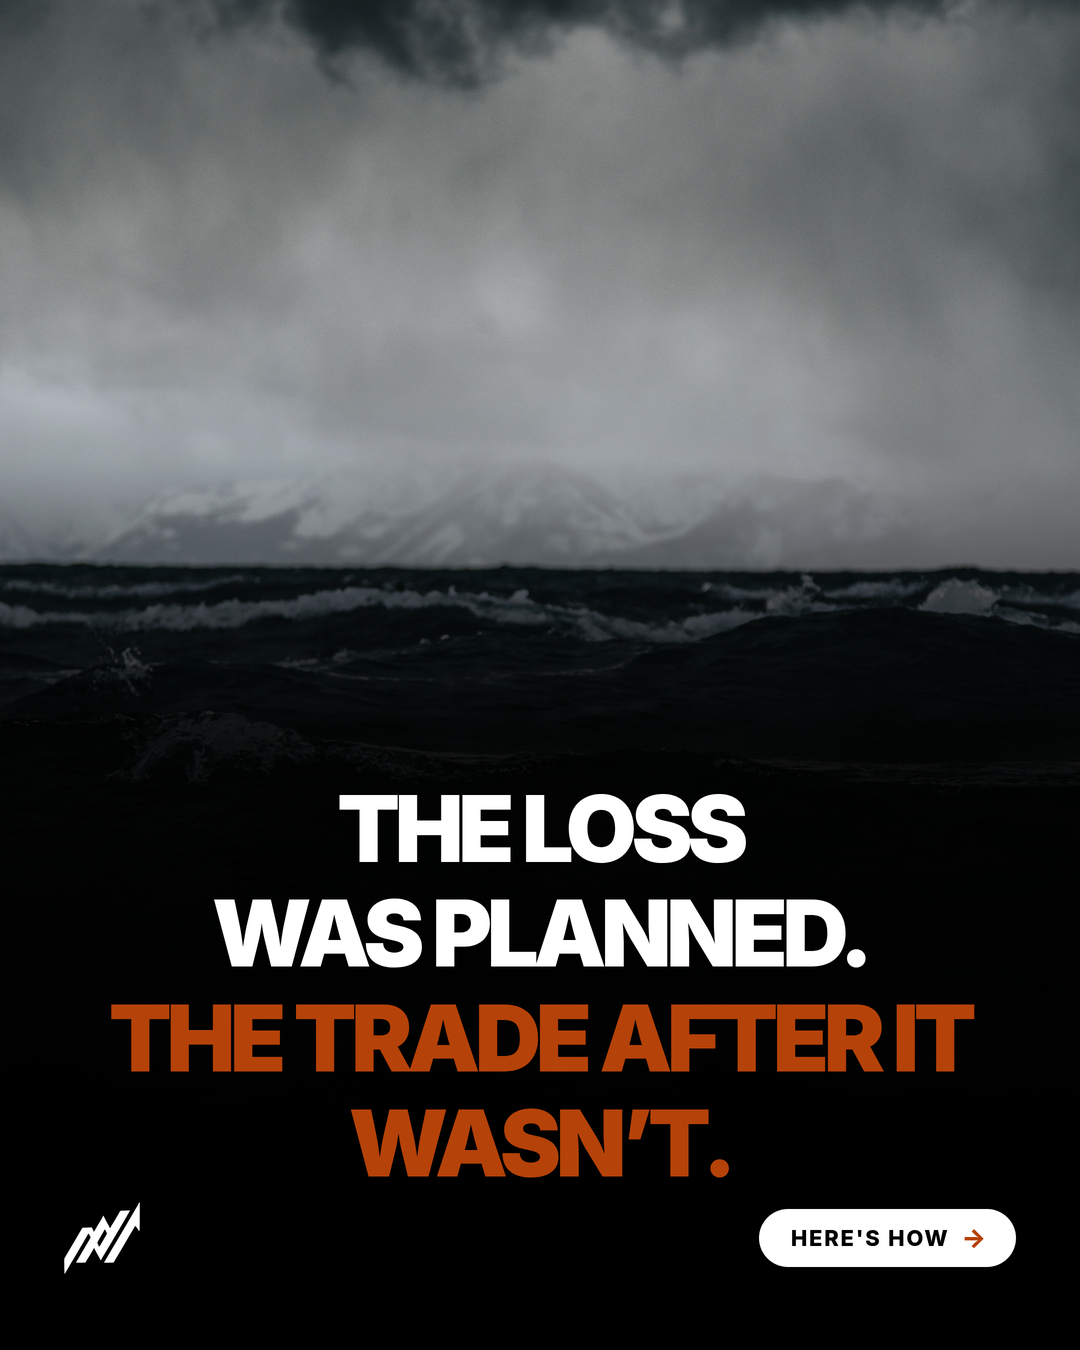 THE LOSS
WAS PLANNED.
THE TRADE AFTER IT
WASN’T.
HERE'S HOW →